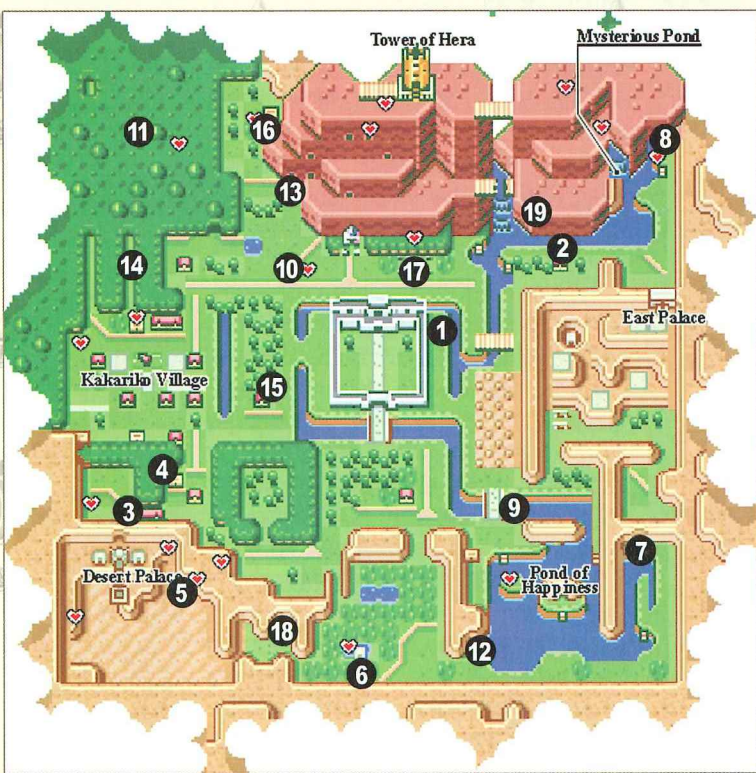 Tower of Hera
Mysterious Pond
11
16
8
13
19
2
14
10
17
1
East Palace
Kakariko Village
15
4
3
9
7
Desert Palace
5
Pond of
Happiness
18
12
6